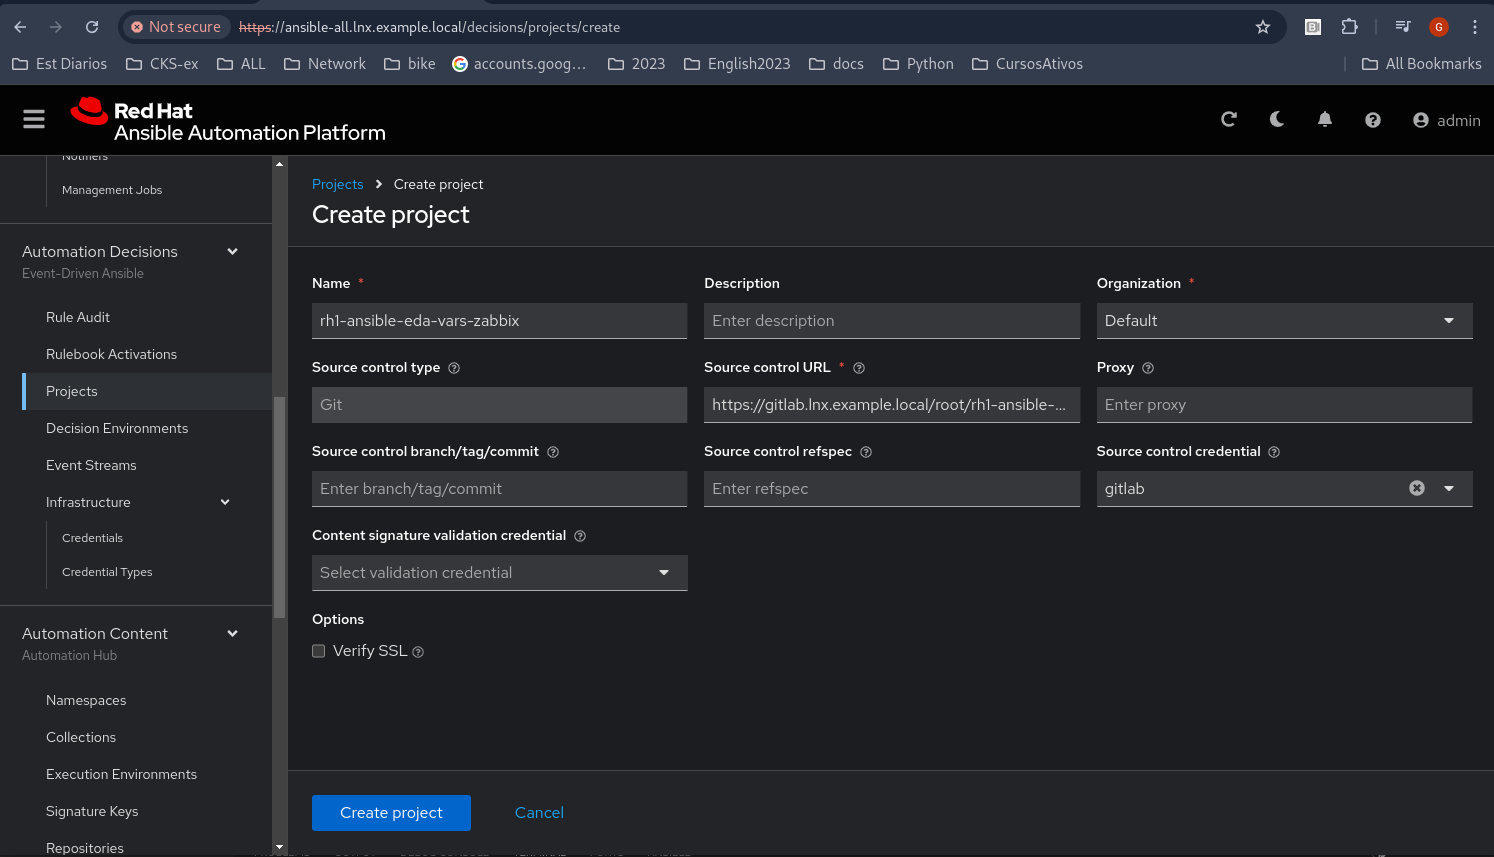 Not secure https://ansible-all.lnx.example.local/decisions/projects/create G
Est Diarios CKS-ex ALL Network bike accounts.goog... 2023 English2023 docs Python CursosAtivos All Bookmarks
Red Hat
Ansible Automation Platform
admin
Notifiers
Management Jobs
Automation Decisions
Event-Driven Ansible
Rule Audit
Rulebook Activations
Projects
Decision Environments
Event Streams
Infrastructure
Credentials
Credential Types
Automation Content
Automation Hub
Namespaces
Collections
Execution Environments
Signature Keys
Repositories
Projects > Create project
Create project
Name * Description Organization *
rh1-ansible-eda-vars-zabbix Enter description Default
Source control type Source control URL * Proxy
Git https://gitlab.lnx.example.local/root/rh1-ansible-... Enter proxy
Source control branch/tag/commit Source control refspec Source control credential
Enter branch/tag/commit Enter refspec gitlab
Content signature validation credential
Select validation credential
Options
Verify SSL
Create project Cancel